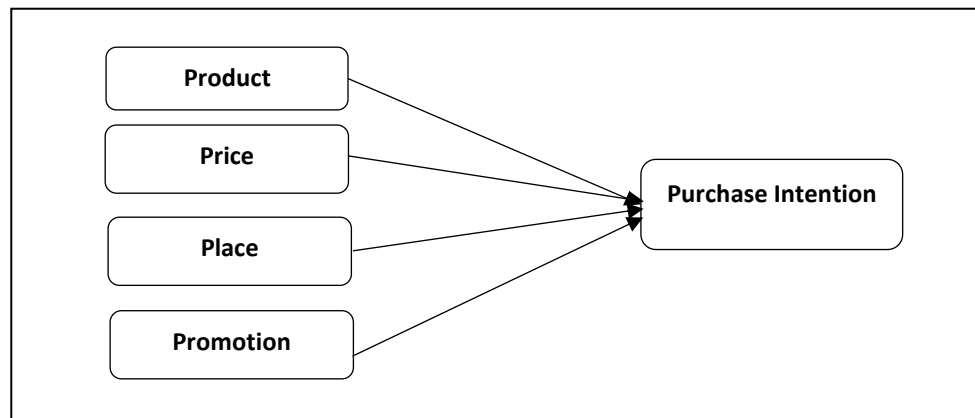 Product
Price
Purchase Intention
Place
Promotion